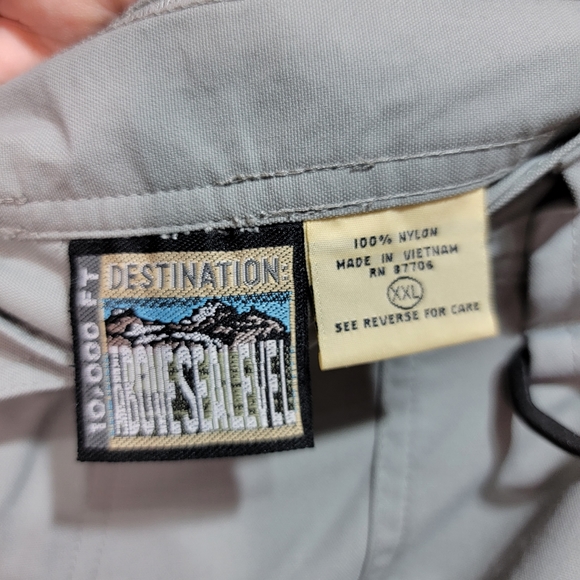 10,000 FT
DESTINATION:
ABOVE SEA LEVEL
100% NYLON
MADE IN VIETNAM
RN 87706
XXL
SEE REVERSE FOR CARE